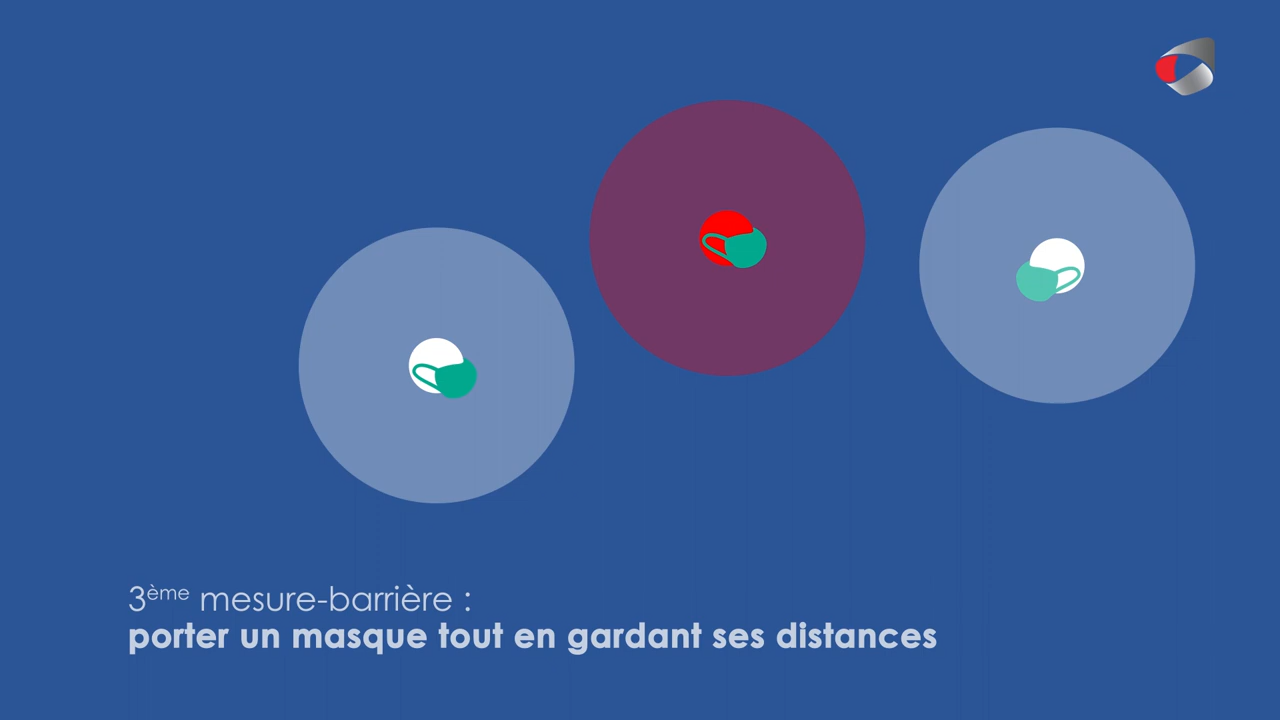 3ème mesure-barrière :
porter un masque tout en gardant ses distances